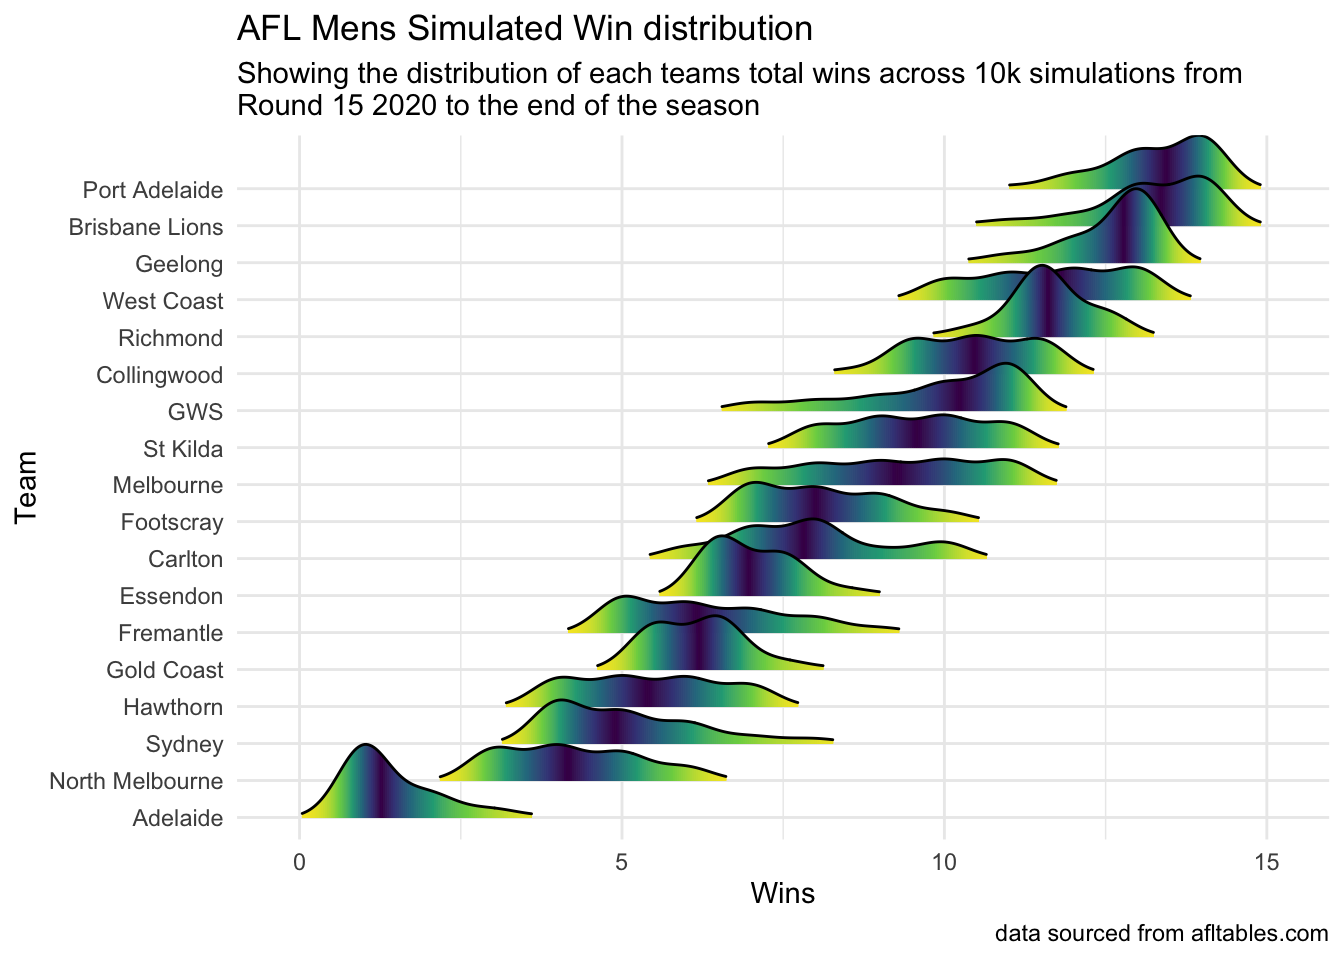 AFL Mens Simulated Win distribution
Showing the distribution of each teams total wins across 10k simulations from
Round 15 2020 to the end of the season
Team
Port Adelaide
Brisbane Lions
Geelong
West Coast
Richmond
Collingwood
GWS
St Kilda
Melbourne
Footscray
Carlton
Essendon
Fremantle
Gold Coast
Hawthorn
Sydney
North Melbourne
Adelaide
0 5 10 15
Wins
data sourced from afltables.com